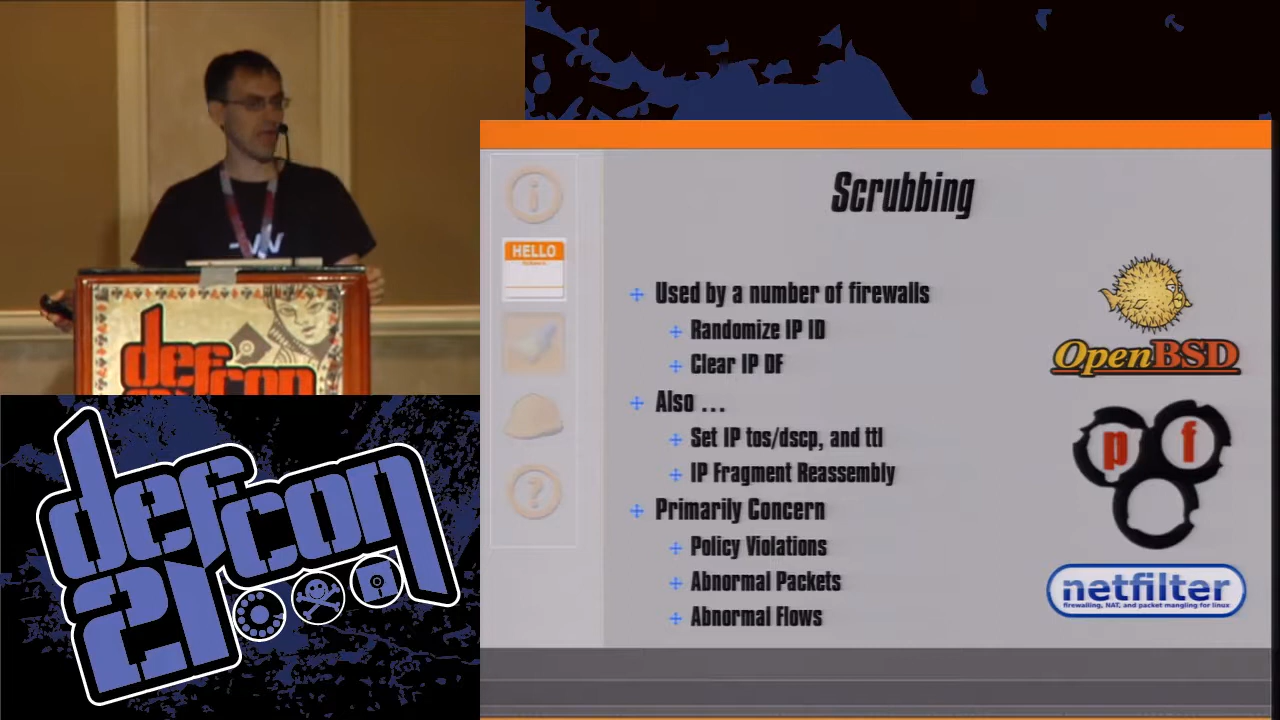 Scrubbing
HELLO
Used by a number of firewalls
Randomize IP ID
Clear IP DF
Also ...
Set IP tos/dscp, and ttl
IP Fragment Reassembly
Primarily Concern
Policy Violations
Abnormal Packets
Abnormal Flows
OpenBSD
p f
netfilter
firewalling, NAT, and packet mangling for linux
defcon
defcon
21
i
?